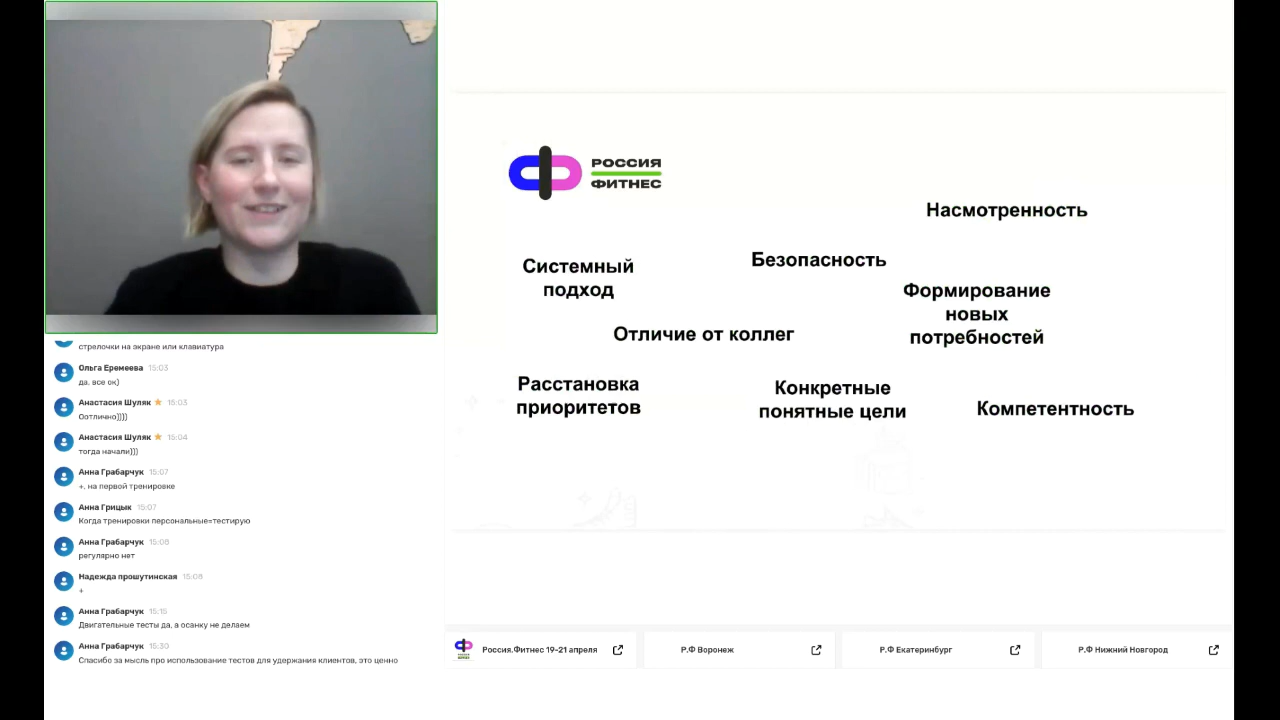 РОССИЯ
ФИТНЕС
Насмотренность
Безопасность
Системный
подход
Формирование
новых
потребностей
Отличие от коллег
Расстановка
приоритетов
Конкретные
понятные цели
Компетентность
стрелочки на экране или клавиатура
Ольга Еремеева 15:03
да, все ок)
Анастасия Шуляк 15:03
Оотлично))))
Анастасия Шуляк 15:04
тогда начали)))
Анна Грабарчук 15:07
+, на первой тренировке
Анна Грицык 15:07
Когда тренировки персональные=тестирую
Анна Грабарчук 15:08
регулярно нет
Надежда прошутинская 15:08
+
Анна Грабарчук 15:15
Двигательные тесты да, а осанку не делаем
Анна Грабарчук 15:30
Спасибо за мысль про использование тестов для удержания клиентов, это ценно
Россия.Фитнес 19-21 апреля
Р.Ф Воронеж
Р.Ф Екатеринбург
Р.Ф Нижний Новгород